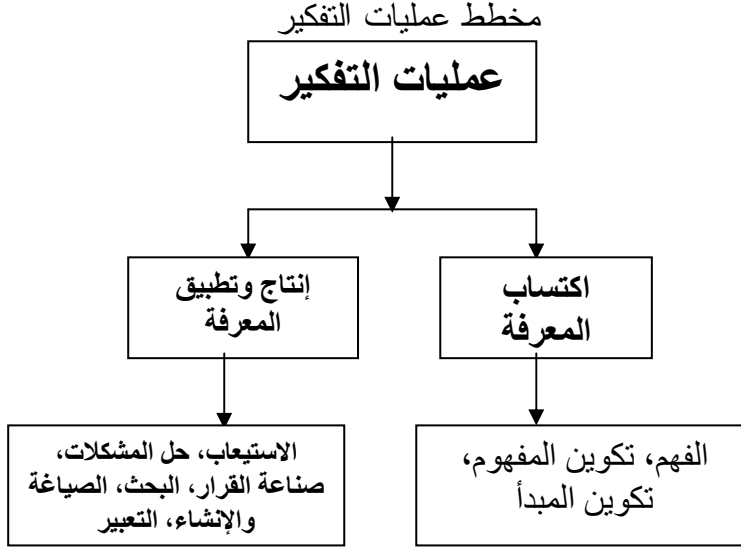 مخطط عمليات التفكير
عمليات التفكير
اكتساب
المعرفة
إنتاج وتطبيق
المعرفة
الفهم، تكوين المفهوم،
تكوين المبدأ
الاستيعاب، حل المشكلات،
صناعة القرار، البحث، الصياغة
والإنشاء، التعبير